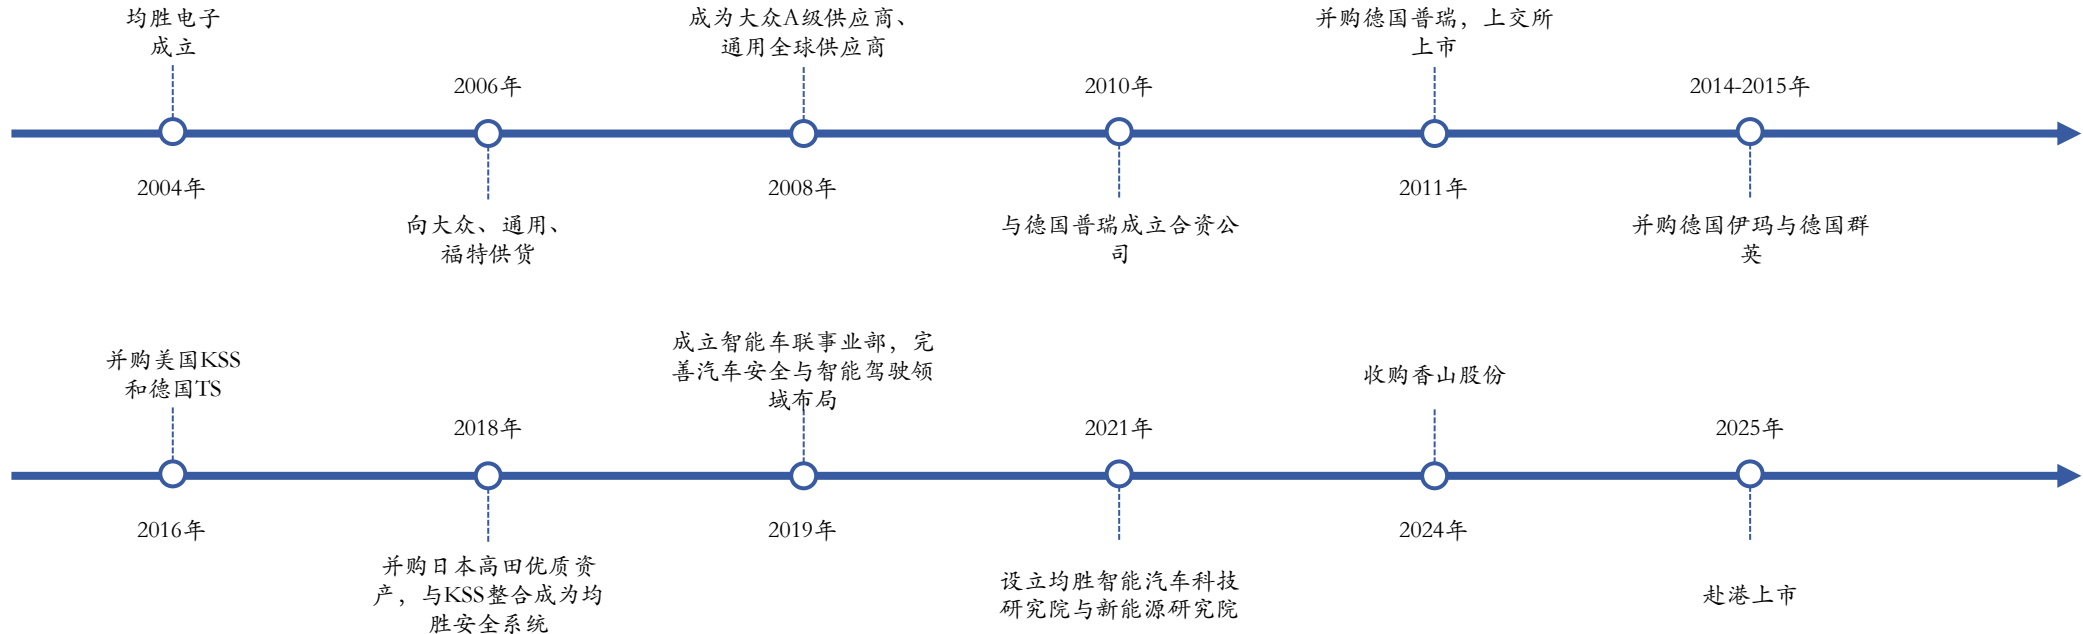 均胜电子
成立
2004年
2006年
向大众、通用、
福特供货
成为大众A级供应商、
通用全球供应商
2008年
2010年
与德国普瑞成立合资公
司
并购德国普瑞，上交所
上市
2011年
2014-2015年
并购德国伊玛与德国群
英
并购美国KSS
和德国TS
2016年
2018年
并购日本高田优质资
产，与KSS整合成为均
胜安全系统
成立智能车联事业部，完
善汽车安全与智能驾驶领
域布局
2019年
2021年
设立均胜智能汽车科技
研究院与新能源研究院
收购香山股份
2024年
2025年
赴港上市